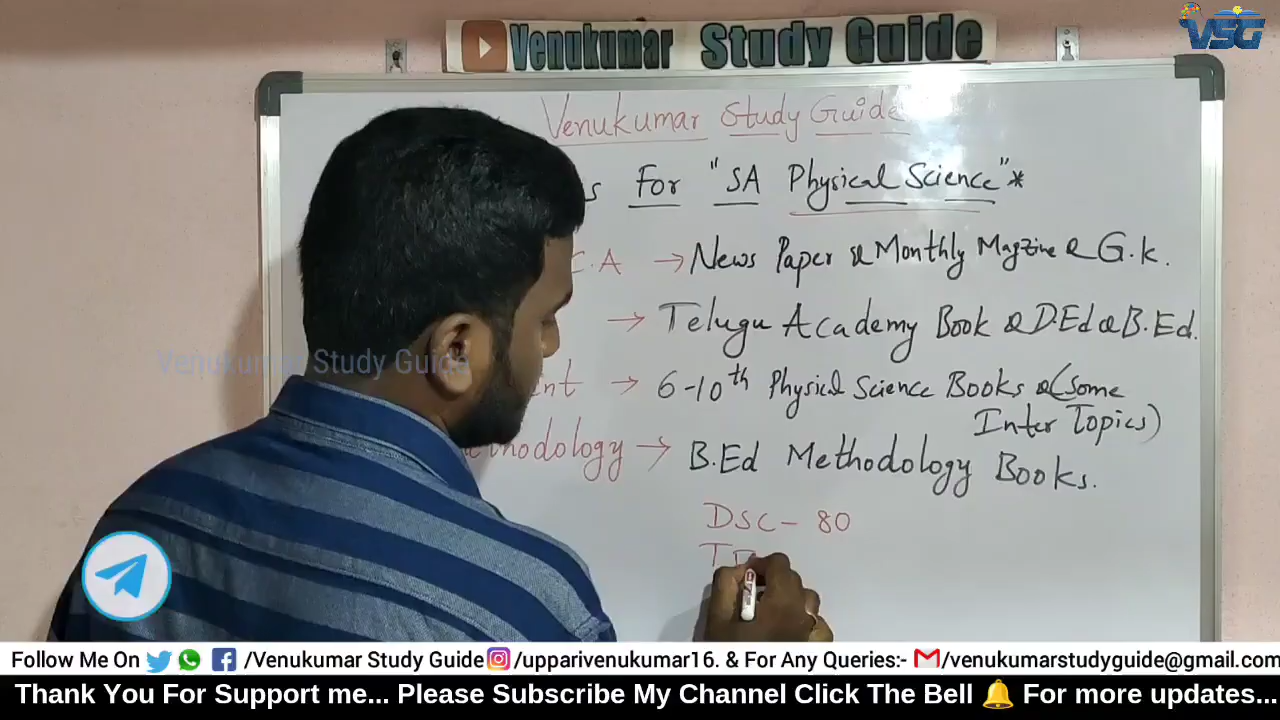 Venukumar Study Guide
VSG
Venukumar Study Guide
For "SA Physical Science"*
C.A → News Paper & Monthly Magzine & G.k.
→ Telugu Academy Book & D.Ed & B.Ed.
→ 6-10th Physical Science Books & (Some
Inter Topics)
→ B.Ed Methodology Books.
DSC - 80
Venukumar Study Guide
Follow Me On /Venukumar Study Guide /upparivenukumar16. & For Any Queries:- /venukumarstudyguide@gmail.com
Thank You For Support me... Please Subscribe My Channel Click The Bell 🔔 For more updates...